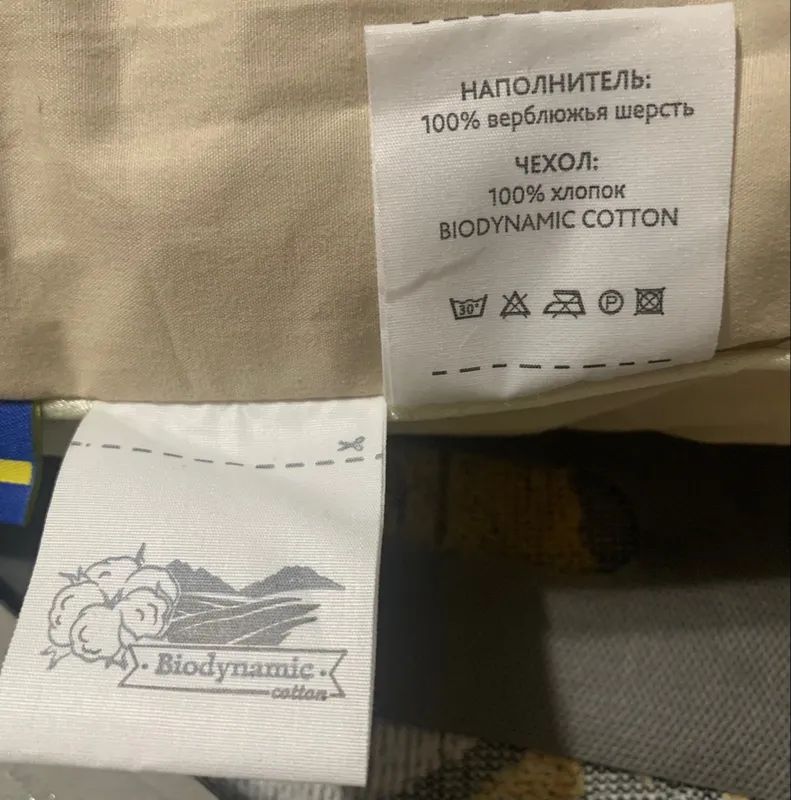 НАПОЛНИТЕЛЬ:
100% верблюжья шерсть
ЧЕХОЛ:
100% хлопок
BIODYNAMIC COTTON
30°
P
Biodynamic
cotton